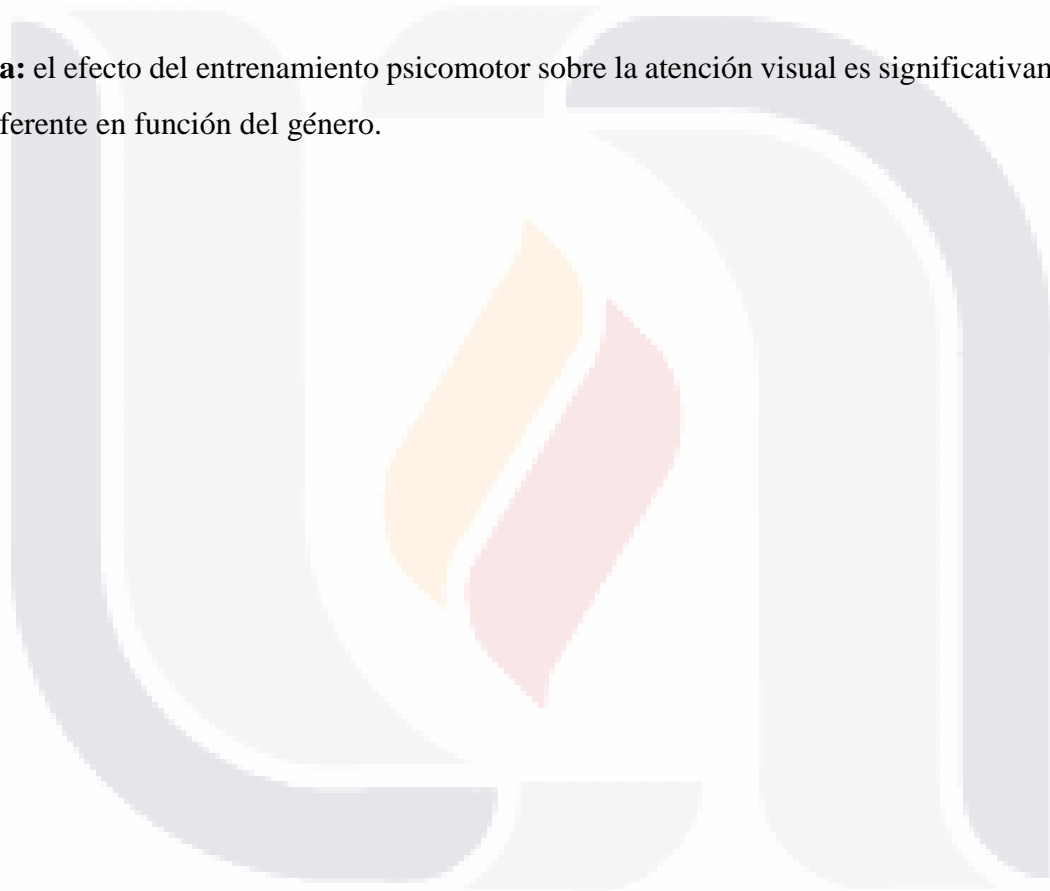 a: el efecto del entrenamiento psicomotor sobre la atención visual es significativan
ferente en función del género.